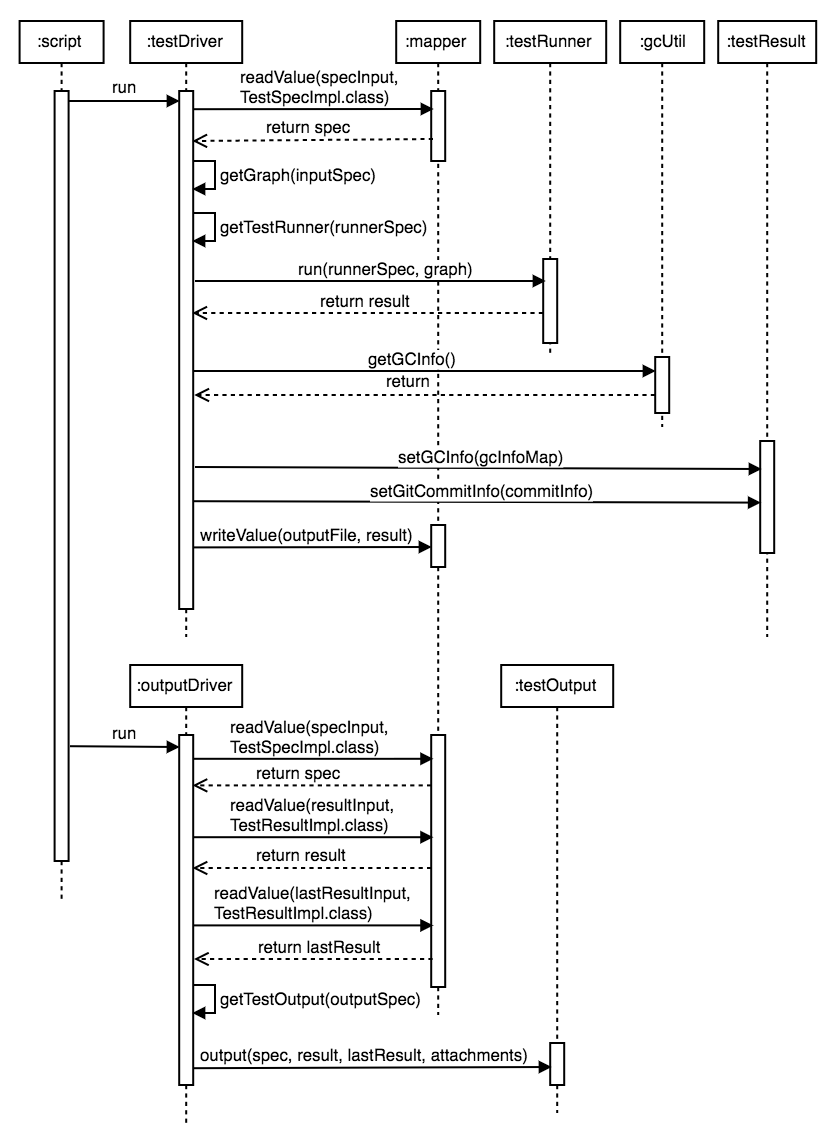 :script
:testDriver
:mapper
:testRunner
:gcUtil
:testResult
run
readValue(specInput,
TestSpecImpl.class)
return spec
getGraph(inputSpec)
getTestRunner(runnerSpec)
run(runnerSpec, graph)
return result
getGCInfo()
return
setGCInfo(gcInfoMap)
setGitCommitInfo(commitInfo)
writeValue(outputFile, result)
:outputDriver
:testOutput
run
readValue(specInput,
TestSpecImpl.class)
return spec
readValue(resultInput,
TestResultImpl.class)
return result
readValue(lastResultInput,
TestResultImpl.class)
return lastResult
getTestOutput(outputSpec)
output(spec, result, lastResult, attachments)